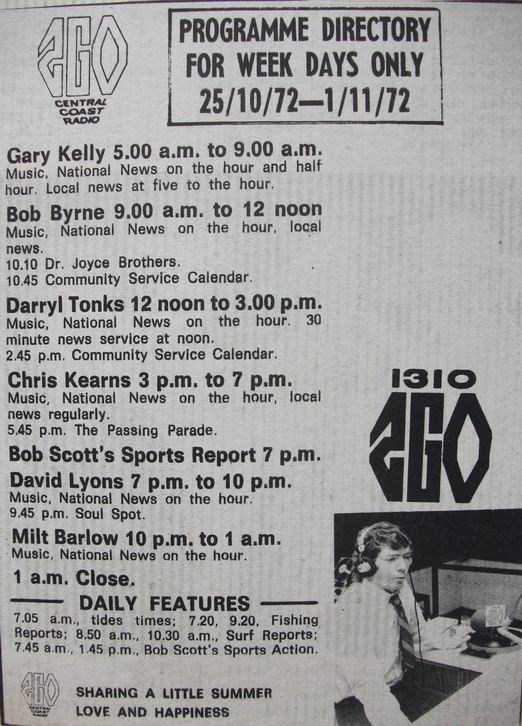 2GO
CENTRAL
COAST
RADIO
PROGRAMME DIRECTORY
FOR WEEK DAYS ONLY
25/10/72—1/11/72
Gary Kelly 5.00 a.m. to 9.00 a.m.
Music, National News on the hour and half
hour. Local news at five to the hour.
Bob Byrne 9.00 a.m. to 12 noon
Music, National News on the hour, local
news.
10.10 Dr. Joyce Brothers.
10.45 Community Service Calendar.
Darryl Tonks 12 noon to 3.00 p.m.
Music, National News on the hour. 30
minute news service at noon.
2.45 p.m. Community Service Calendar.
Chris Kearns 3 p.m. to 7 p.m.
Music, National News on the hour, local
news regularly.
5.45 p.m. The Passing Parade.
Bob Scott's Sports Report 7 p.m.
David Lyons 7 p.m. to 10 p.m.
Music, National News on the hour.
9.45 p.m. Soul Spot.
Milt Barlow 10 p.m. to 1 a.m.
Music, National News on the hour.
1 a.m. Close.
1310
2GO
DAILY FEATURES
7.05 a.m., tides times; 7.20, 9.20, Fishing
Reports; 8.50 a.m., 10.30 a.m., Surf Reports;
7.45 a.m., 1.45 p.m., Bob Scott's Sports Action.
2GO
CENTRAL
COAST
RADIO
SHARING A LITTLE SUMMER
LOVE AND HAPPINESS